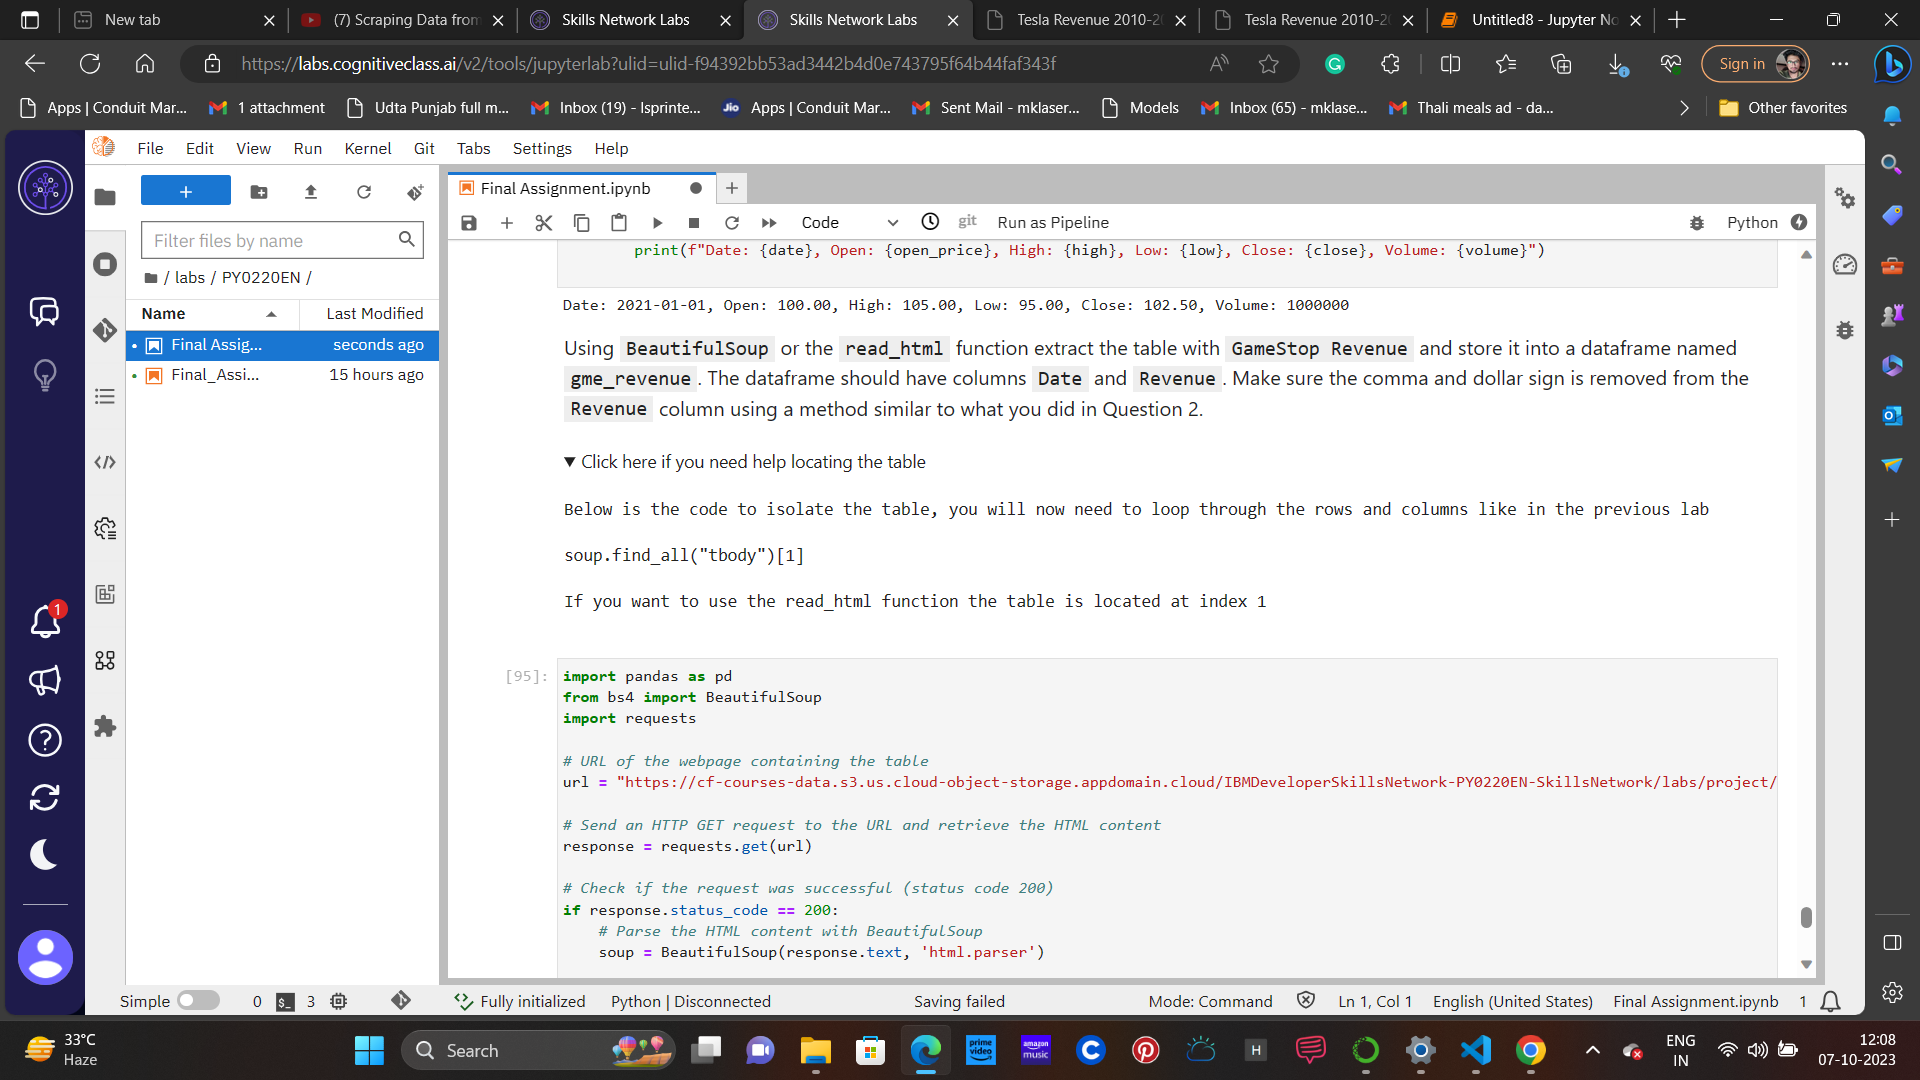 New tab
(7) Scraping Data from
Skills Network Labs
Skills Network Labs
Tesla Revenue 2010-20
Tesla Revenue 2010-20
Untitled8 - Jupyter No
https://labs.cognitiveclass.ai/v2/tools/jupyterlab?ulid=ulid-f94392bb53ad3442b4d0e743795f64b44faf343f
Sign in
Apps | Conduit Mar...
1 attachment
Udta Punjab full m...
Inbox (19) - lsprinte...
Jio
Apps | Conduit Mar...
Sent Mail - mklaser...
Models
Inbox (65) - mklase...
Thali meals ad - da...
Other favorites
File Edit View Run Kernel Git Tabs Settings Help
Final Assignment.ipynb
Code
git
Run as Pipeline
Python
Filter files by name
/ labs / PY0220EN /
Name
Last Modified
Final Assig...
seconds ago
Final_Assi...
15 hours ago
print(f"Date: {date}, Open: {open_price}, High: {high}, Low: {low}, Close: {close}, Volume: {volume}")
Date: 2021-01-01, Open: 100.00, High: 105.00, Low: 95.00, Close: 102.50, Volume: 1000000
Using BeautifulSoup or the read_html function extract the table with GameStop Revenue and store it into a dataframe named
gme_revenue. The dataframe should have columns Date and Revenue. Make sure the comma and dollar sign is removed from the
Revenue column using a method similar to what you did in Question 2.
Click here if you need help locating the table
Below is the code to isolate the table, you will now need to loop through the rows and columns like in the previous lab
soup.find_all("tbody")[1]
If you want to use the read_html function the table is located at index 1
[95]:
import pandas as pd
from bs4 import BeautifulSoup
import requests
# URL of the webpage containing the table
url = "https://cf-courses-data.s3.us.cloud-object-storage.appdomain.cloud/IBMDeveloperSkillsNetwork-PY0220EN-SkillsNetwork/labs/project/
# Send an HTTP GET request to the URL and retrieve the HTML content
response = requests.get(url)
# Check if the request was successful (status code 200)
if response.status_code == 200:
# Parse the HTML content with BeautifulSoup
soup = BeautifulSoup(response.text, 'html.parser')
1
Simple
0
3
Fully initialized
Python | Disconnected
Saving failed
Mode: Command
Ln 1, Col 1
English (United States)
Final Assignment.ipynb
1
33°C
Haze
Search
prime video
amazon music
H
ENG
IN
12:08
07-10-2023